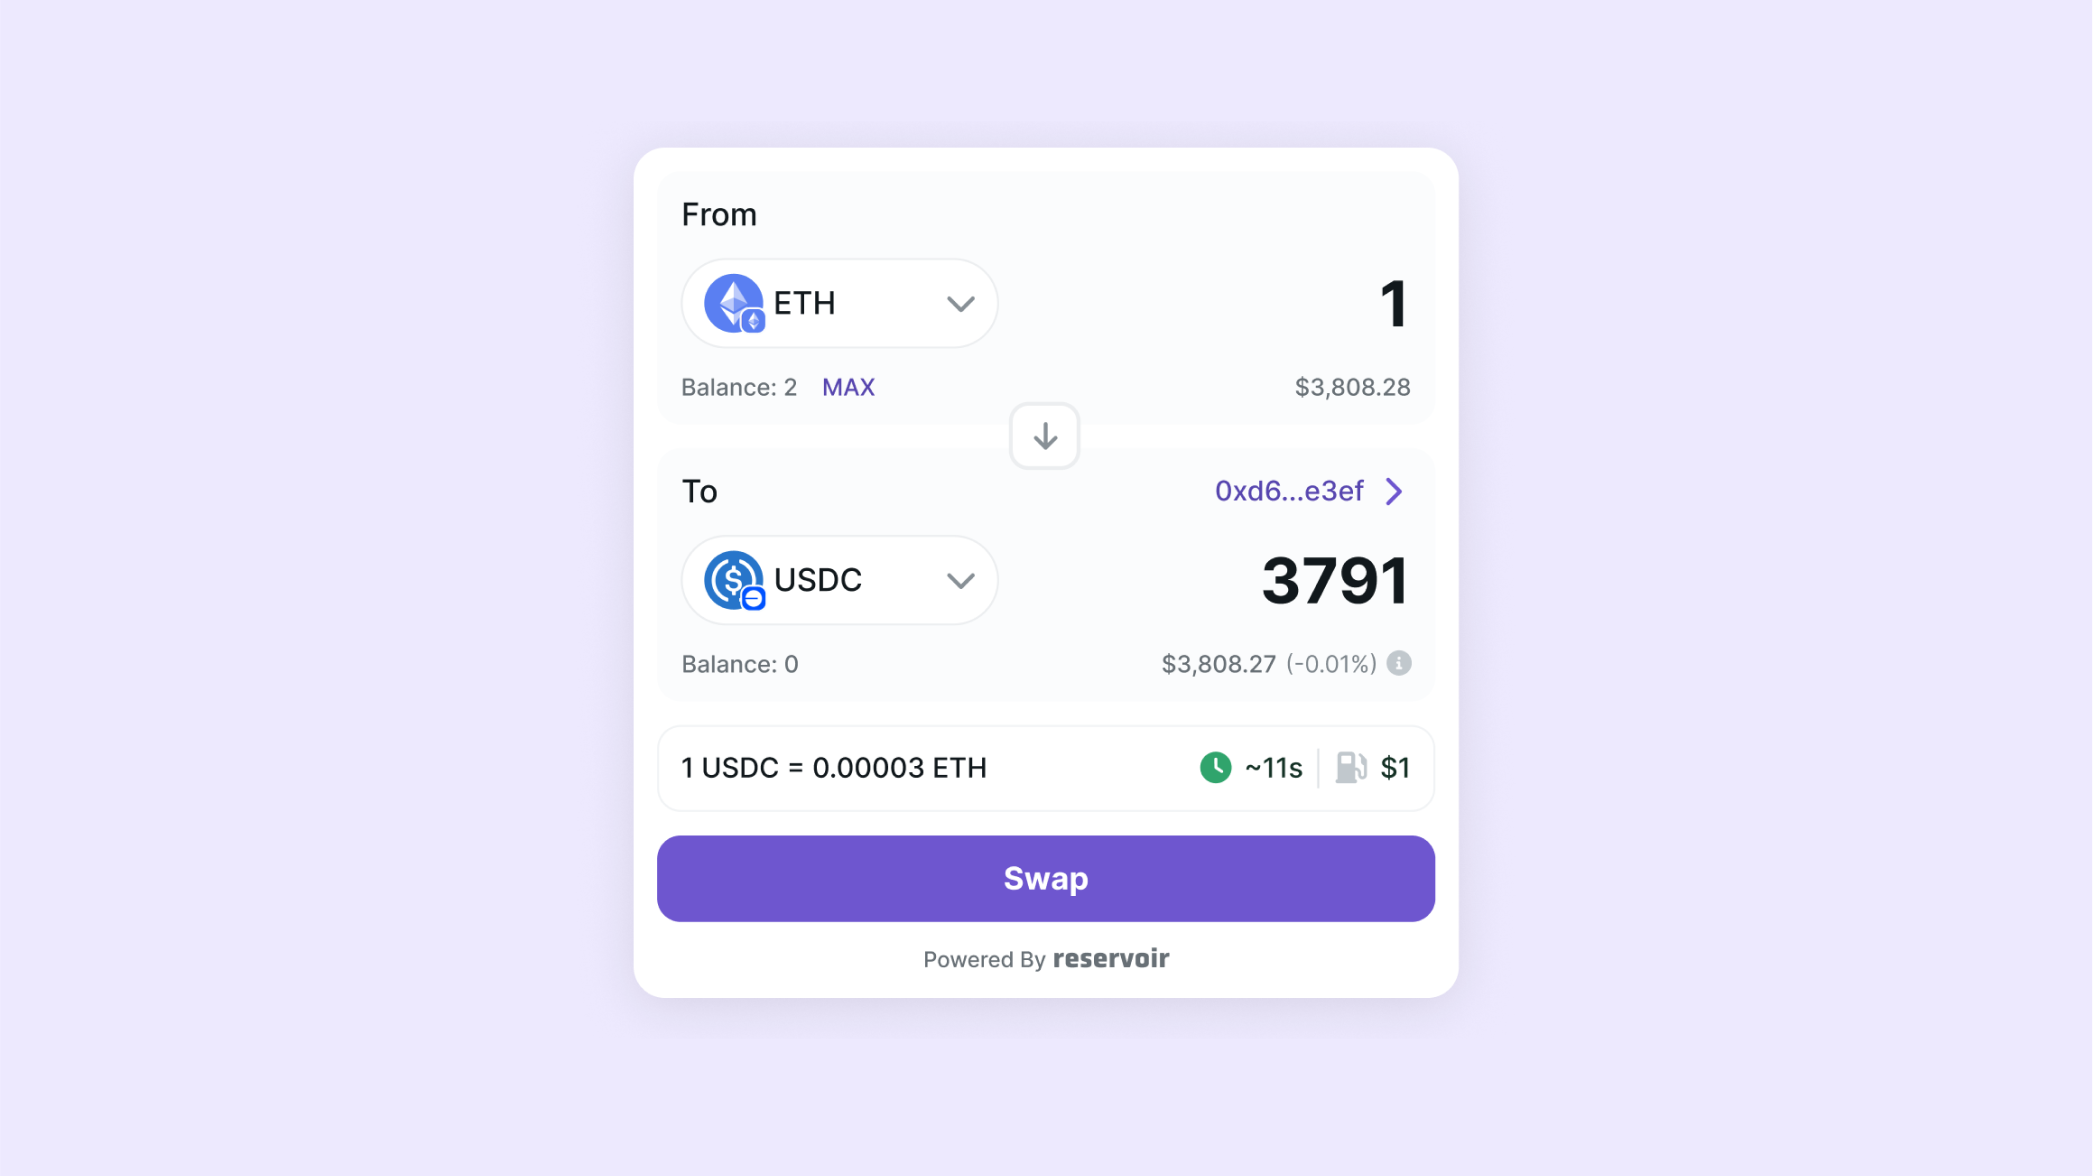 From
ETH
1
Balance: 2 MAX
$3,808.28
To
0xd6...e3ef
USDC
3791
Balance: 0
$3,808.27 (-0.01%)
1 USDC = 0.00003 ETH
~11s
$1
Swap
Powered By reservoir